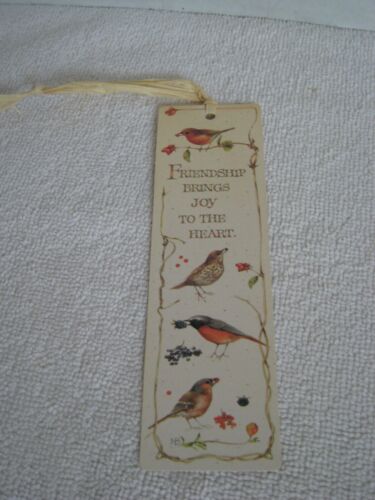 FRIENDSHIP
BRINGS
JOY
TO THE
HEART.